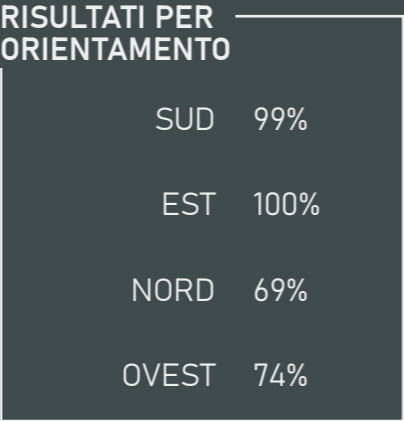 RISULTATI PER
ORIENTAMENTO
SUD 99%
EST 100%
NORD 69%
OVEST 74%